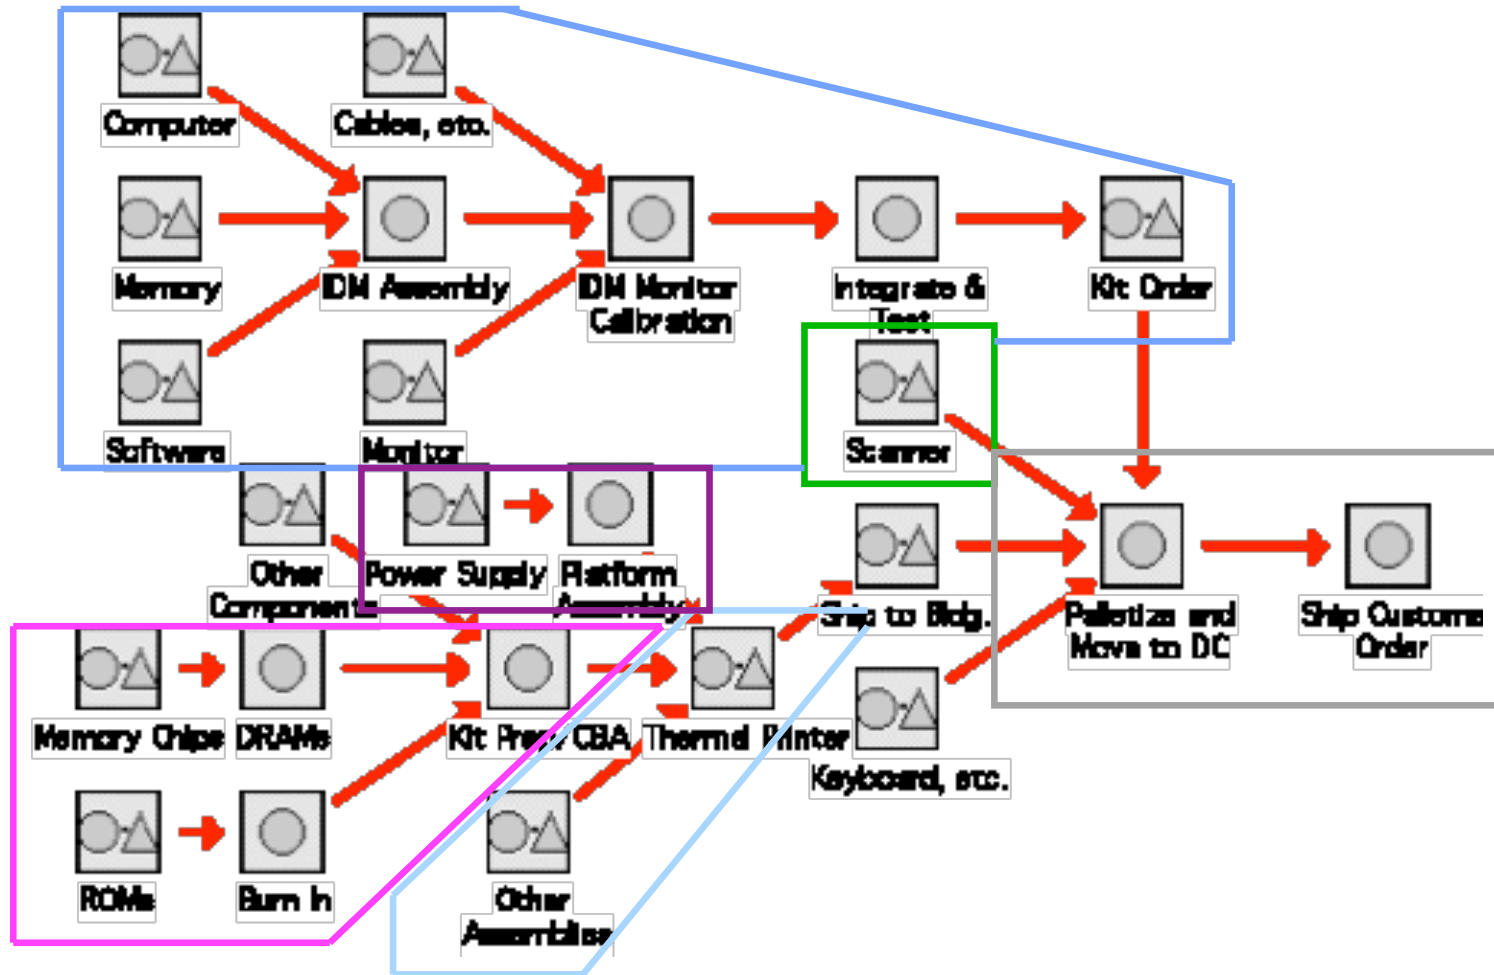 Computer
Cables, etc.
Memory
IDM Assembly
IDM Monitor
Calibration
Integrate &
Test
Kit Order
Software
Monitor
Scanner
Other
Components
Power Supply
Platform
Assembly
Ship to Bldg.
Palletize and
Move to DC
Ship Custome
Order
Memory Chips
DRAMs
Kit Prep/CBA
Thermal Printer
Keyboard, etc.
ROMs
Burn In
Other
Assemblies